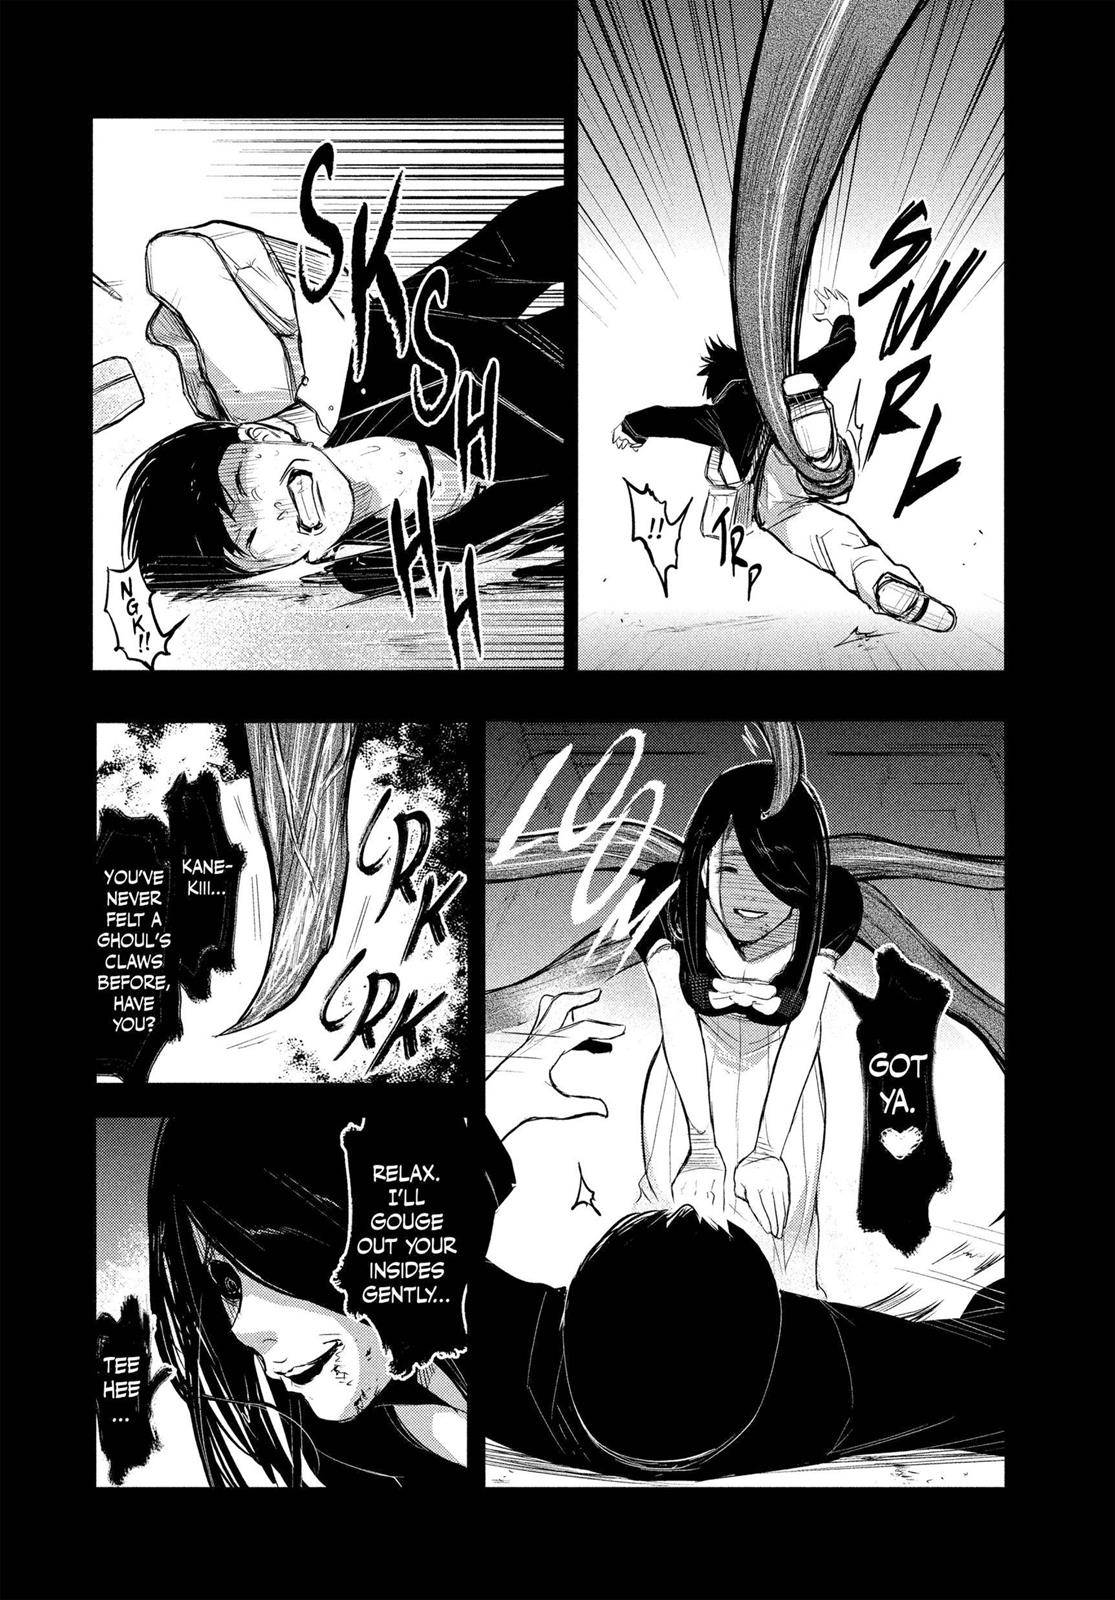 SWRL
TRP
!!
SKSHHHH
NGK!!
LOOM
GOT
YA.
CRK
CRK
KANE-
KIII...
YOU'VE
NEVER
FELT A
GHOUL'S
CLAWS
BEFORE,
HAVE
YOU?
RELAX.
I'LL
GOUGE
OUT YOUR
INSIDES
GENTLY...
TEE
HEE
...